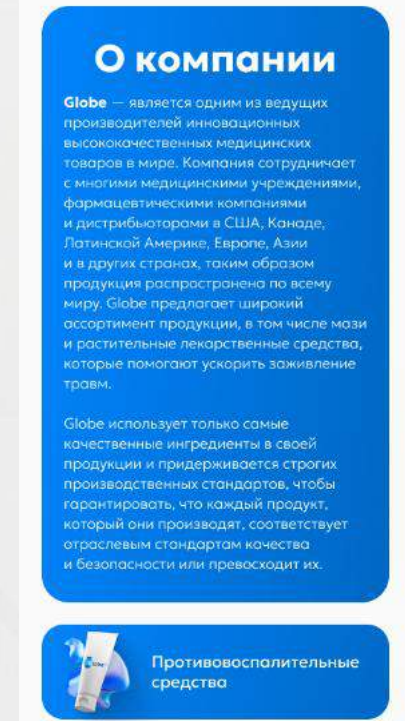 О компании
Globe — является одним из ведущих
производителей инновационных
высококачественных медицинских
товаров в мире. Компания сотрудничает
с многими медицинскими учреждениями,
фармацевтическими компаниями
и дистрибьюторами в США, Канаде,
Латинской Америке, Европе, Азии
и в других странах, таким образом
продукция распространена по всему
миру. Globe предлагает широкий
ассортимент продукции, в том числе мази
и растительные лекарственные средства,
которые помогают ускорить заживление
травм.
Globe использует только самые
качественные ингредиенты в своей
продукции и придерживается строгих
производственных стандартов, чтобы
гарантировать, что каждый продукт,
который они производят, соответствует
отраслевым стандартам качества
и безопасности или превосходит их.
Противовоспалительные
средства